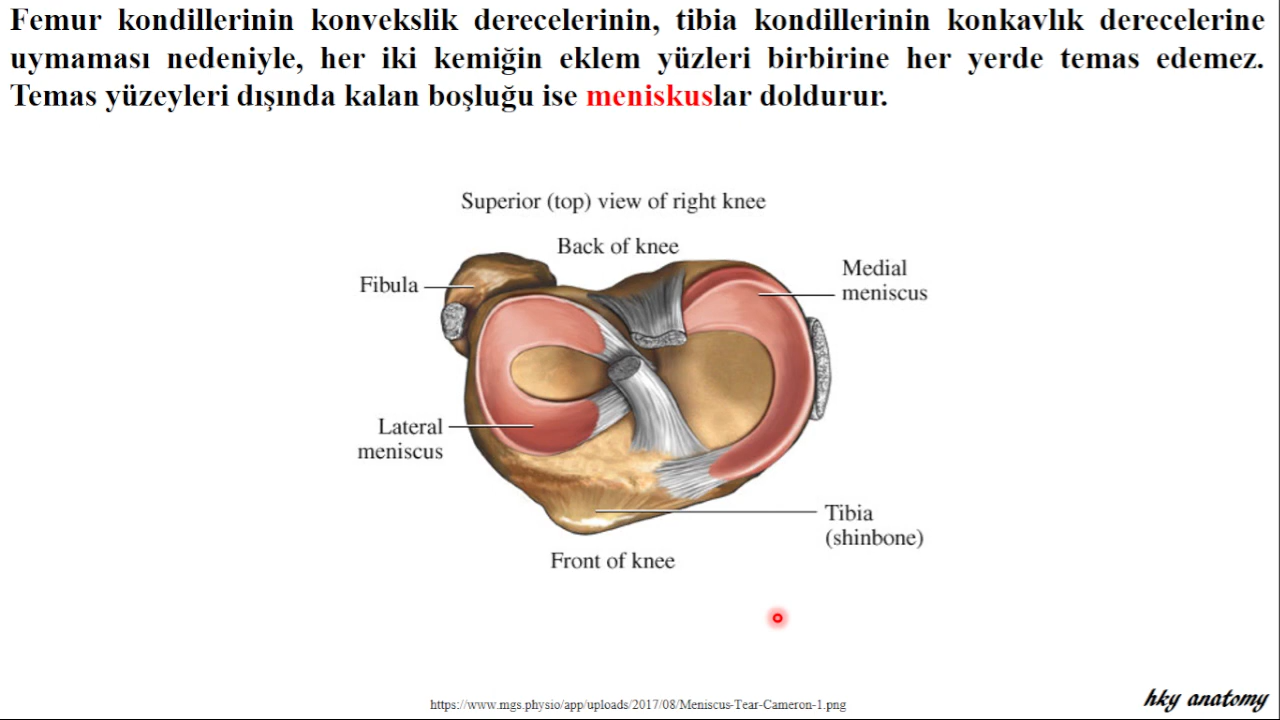 Femur kondillerinin konvekslik derecelerinin, tibia kondillerinin konkavlık derecelerine
uymaması nedeniyle, her iki kemiğin eklem yüzleri birbirine her yerde temas edemez.
Temas yüzeyleri dışında kalan boşluğu ise meniskuslar doldurur.
Superior (top) view of right knee
Back of knee
Fibula
Medial
meniscus
Lateral
meniscus
Tibia
(shinbone)
Front of knee
https://www.mgs.physio/app/uploads/2017/08/Meniscus-Tear-Cameron-1.png
hky anatomy